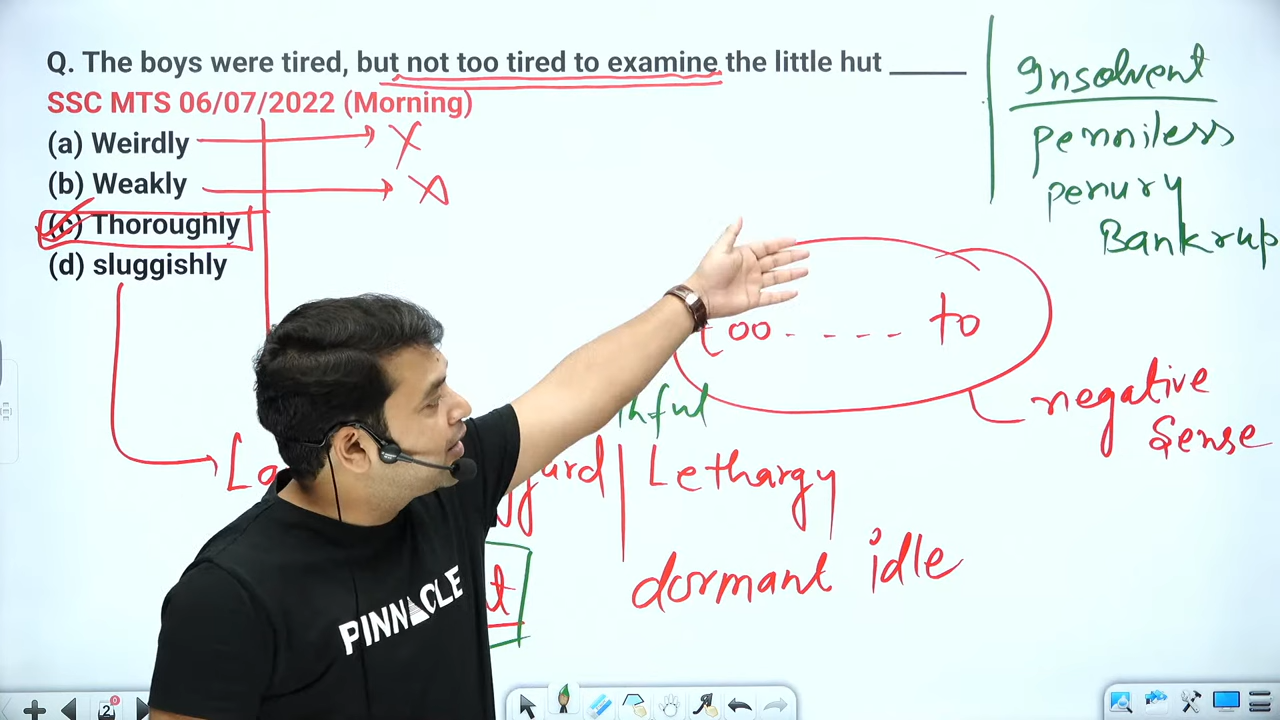 Q. The boys were tired, but not too tired to examine the little hut ______
SSC MTS 06/07/2022 (Morning)
(a) Weirdly
(b) Weakly
(c) Thoroughly
(d) sluggishly
Insolvent
penniless
penury
Bankrup
too - - - - to
negative
sense
Lethargy
dormant idle
PINNACLE
2